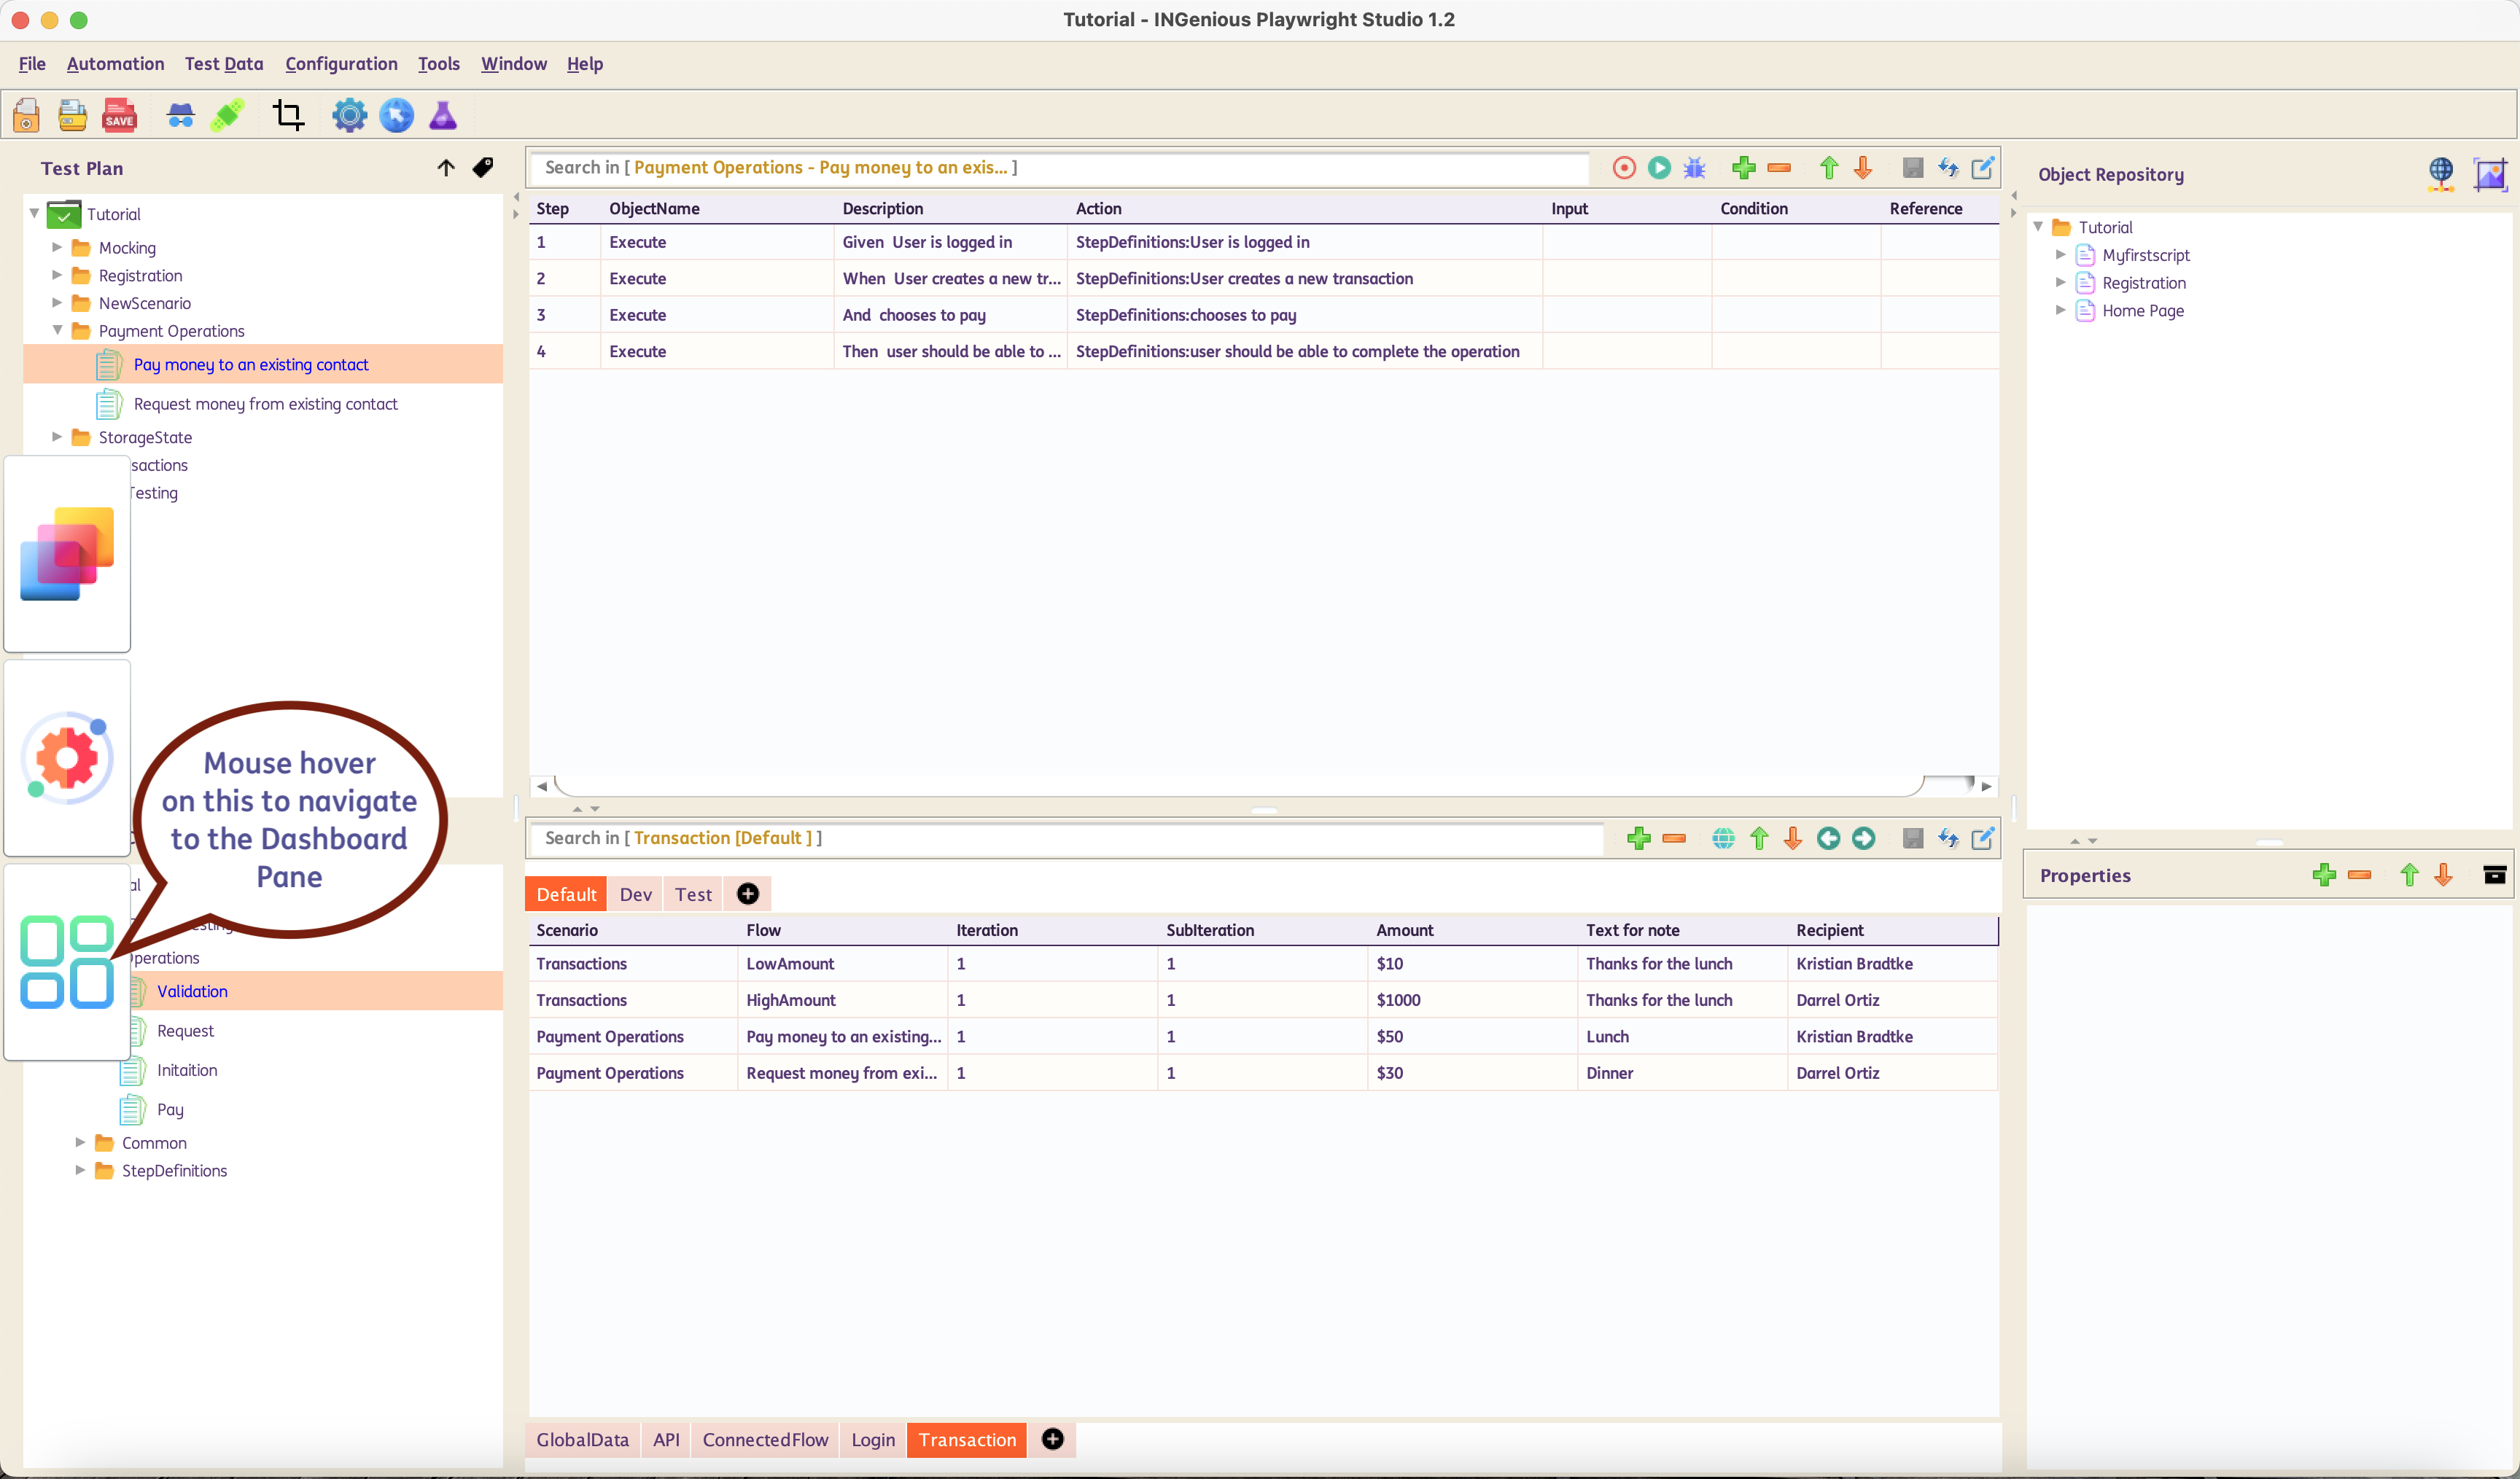 Tutorial - INGenious Playwright Studio 1.2
File Automation Test Data Configuration Tools Window Help
SAVE
Test Plan
Tutorial
Mocking
Registration
NewScenario
Payment Operations
Pay money to an existing contact
Request money from existing contact
StorageState
sactions
Testing
Mouse hover
on this to navigate
to the Dashboard
Pane
al
esting
Operations
Validation
Request
Initaition
Pay
Common
StepDefinitions
Search in [ Payment Operations - Pay money to an exis... ]
Step ObjectName Description Action Input Condition Reference
1 Execute Given User is logged in StepDefinitions:User is logged in
2 Execute When User creates a new tr... StepDefinitions:User creates a new transaction
3 Execute And chooses to pay StepDefinitions:chooses to pay
4 Execute Then user should be able to ... StepDefinitions:user should be able to complete the operation
Search in [ Transaction [Default ] ]
Default Dev Test
Scenario Flow Iteration SubIteration Amount Text for note Recipient
Transactions LowAmount 1 1 $10 Thanks for the lunch Kristian Bradtke
Transactions HighAmount 1 1 $1000 Thanks for the lunch Darrel Ortiz
Payment Operations Pay money to an existing... 1 1 $50 Lunch Kristian Bradtke
Payment Operations Request money from exi... 1 1 $30 Dinner Darrel Ortiz
GlobalData API ConnectedFlow Login Transaction
Object Repository
Tutorial
Myfirstscript
Registration
Home Page
Properties